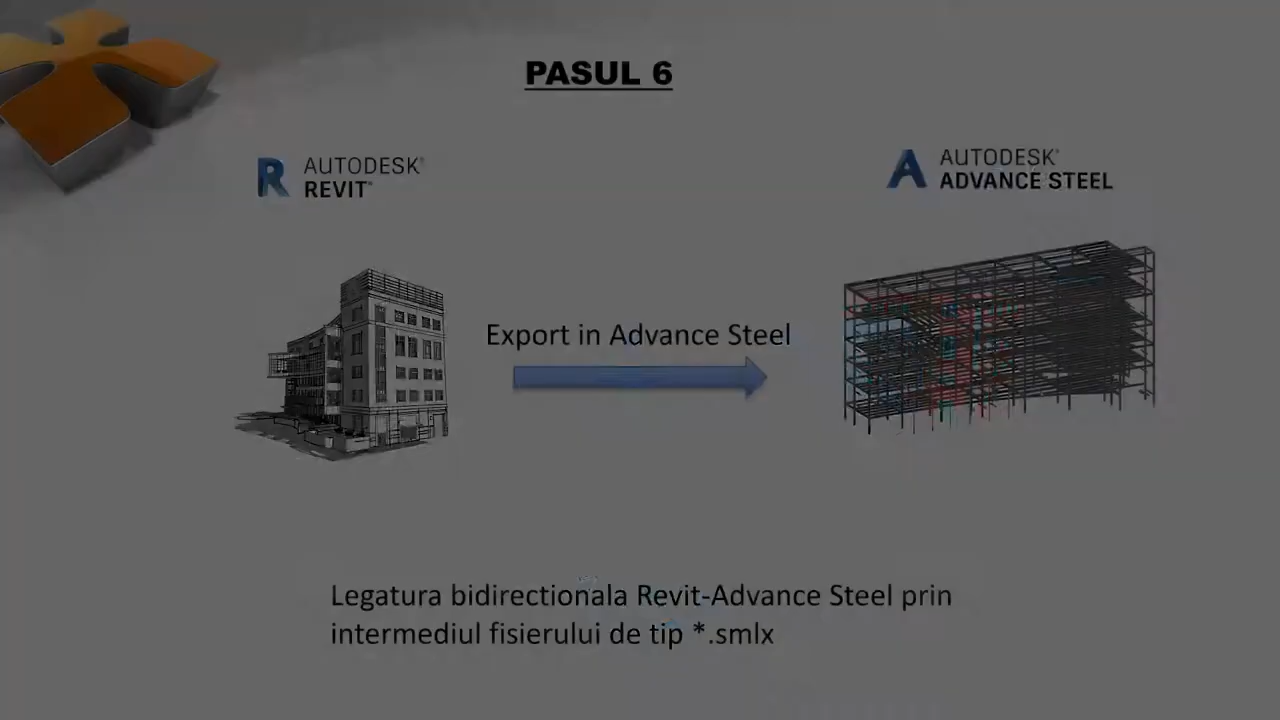 PASUL 6
AUTODESK®
REVIT®
AUTODESK®
ADVANCE STEEL
Export in Advance Steel
Legatura bidirectionala Revit-Advance Steel prin
intermediul fisierului de tip *.smlx